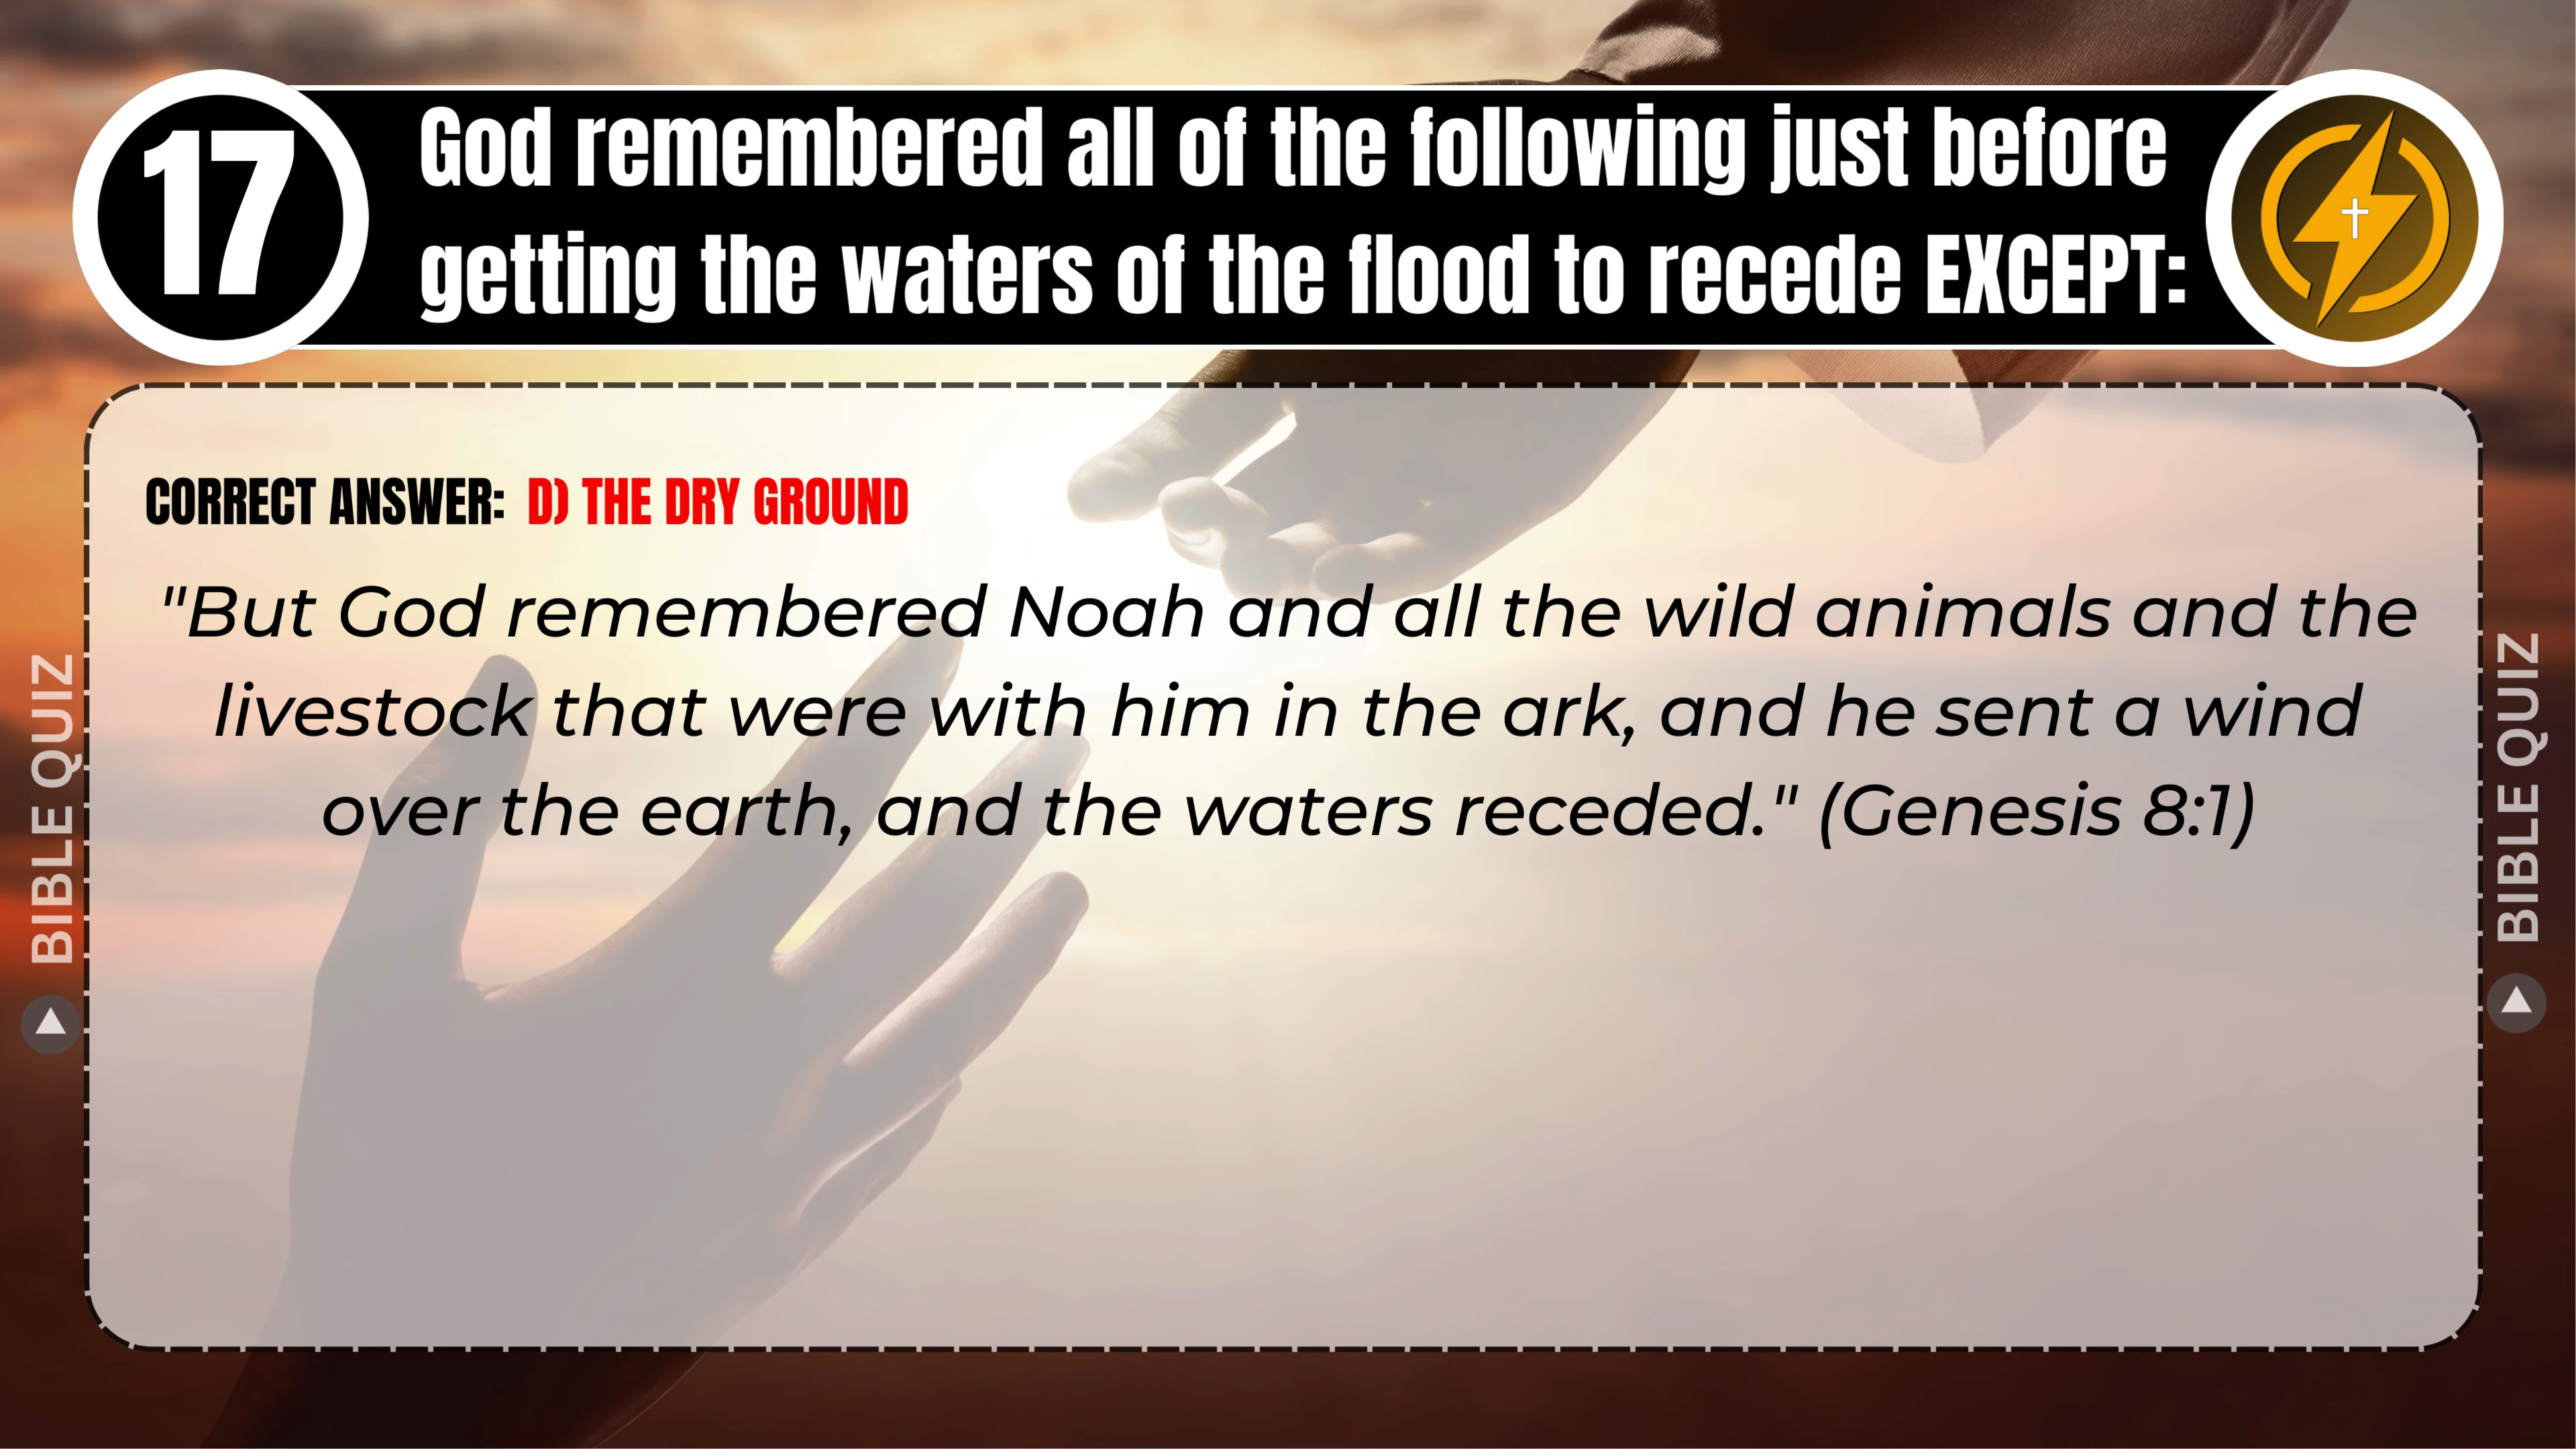 17
God remembered all of the following just before
getting the waters of the flood to recede EXCEPT:
CORRECT ANSWER: D) THE DRY GROUND
"But God remembered Noah and all the wild animals and the
livestock that were with him in the ark, and he sent a wind
over the earth, and the waters receded." (Genesis 8:1)
BIBLE QUIZ
BIBLE QUIZ